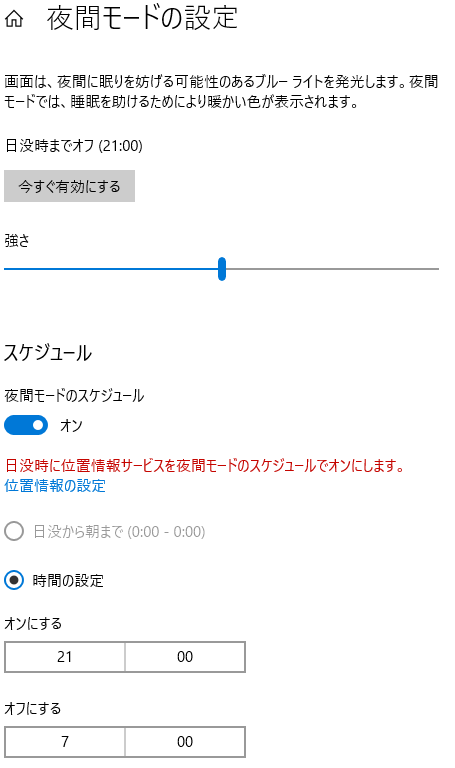 夜間モードの設定
画面は、夜間に眠りを妨げる可能性のあるブルー ライトを発光します。夜間
モードでは、睡眠を助けるためにより暖かい色が表示されます。
日没時までオフ (21:00)
今すぐ有効にする
強さ
スケジュール
夜間モードのスケジュール
オン
日没時に位置情報サービスを夜間モードのスケジュールでオンにします。
位置情報の設定
日没から朝まで (0:00 - 0:00)
時間の設定
オンにする
21 00
オフにする
7 00